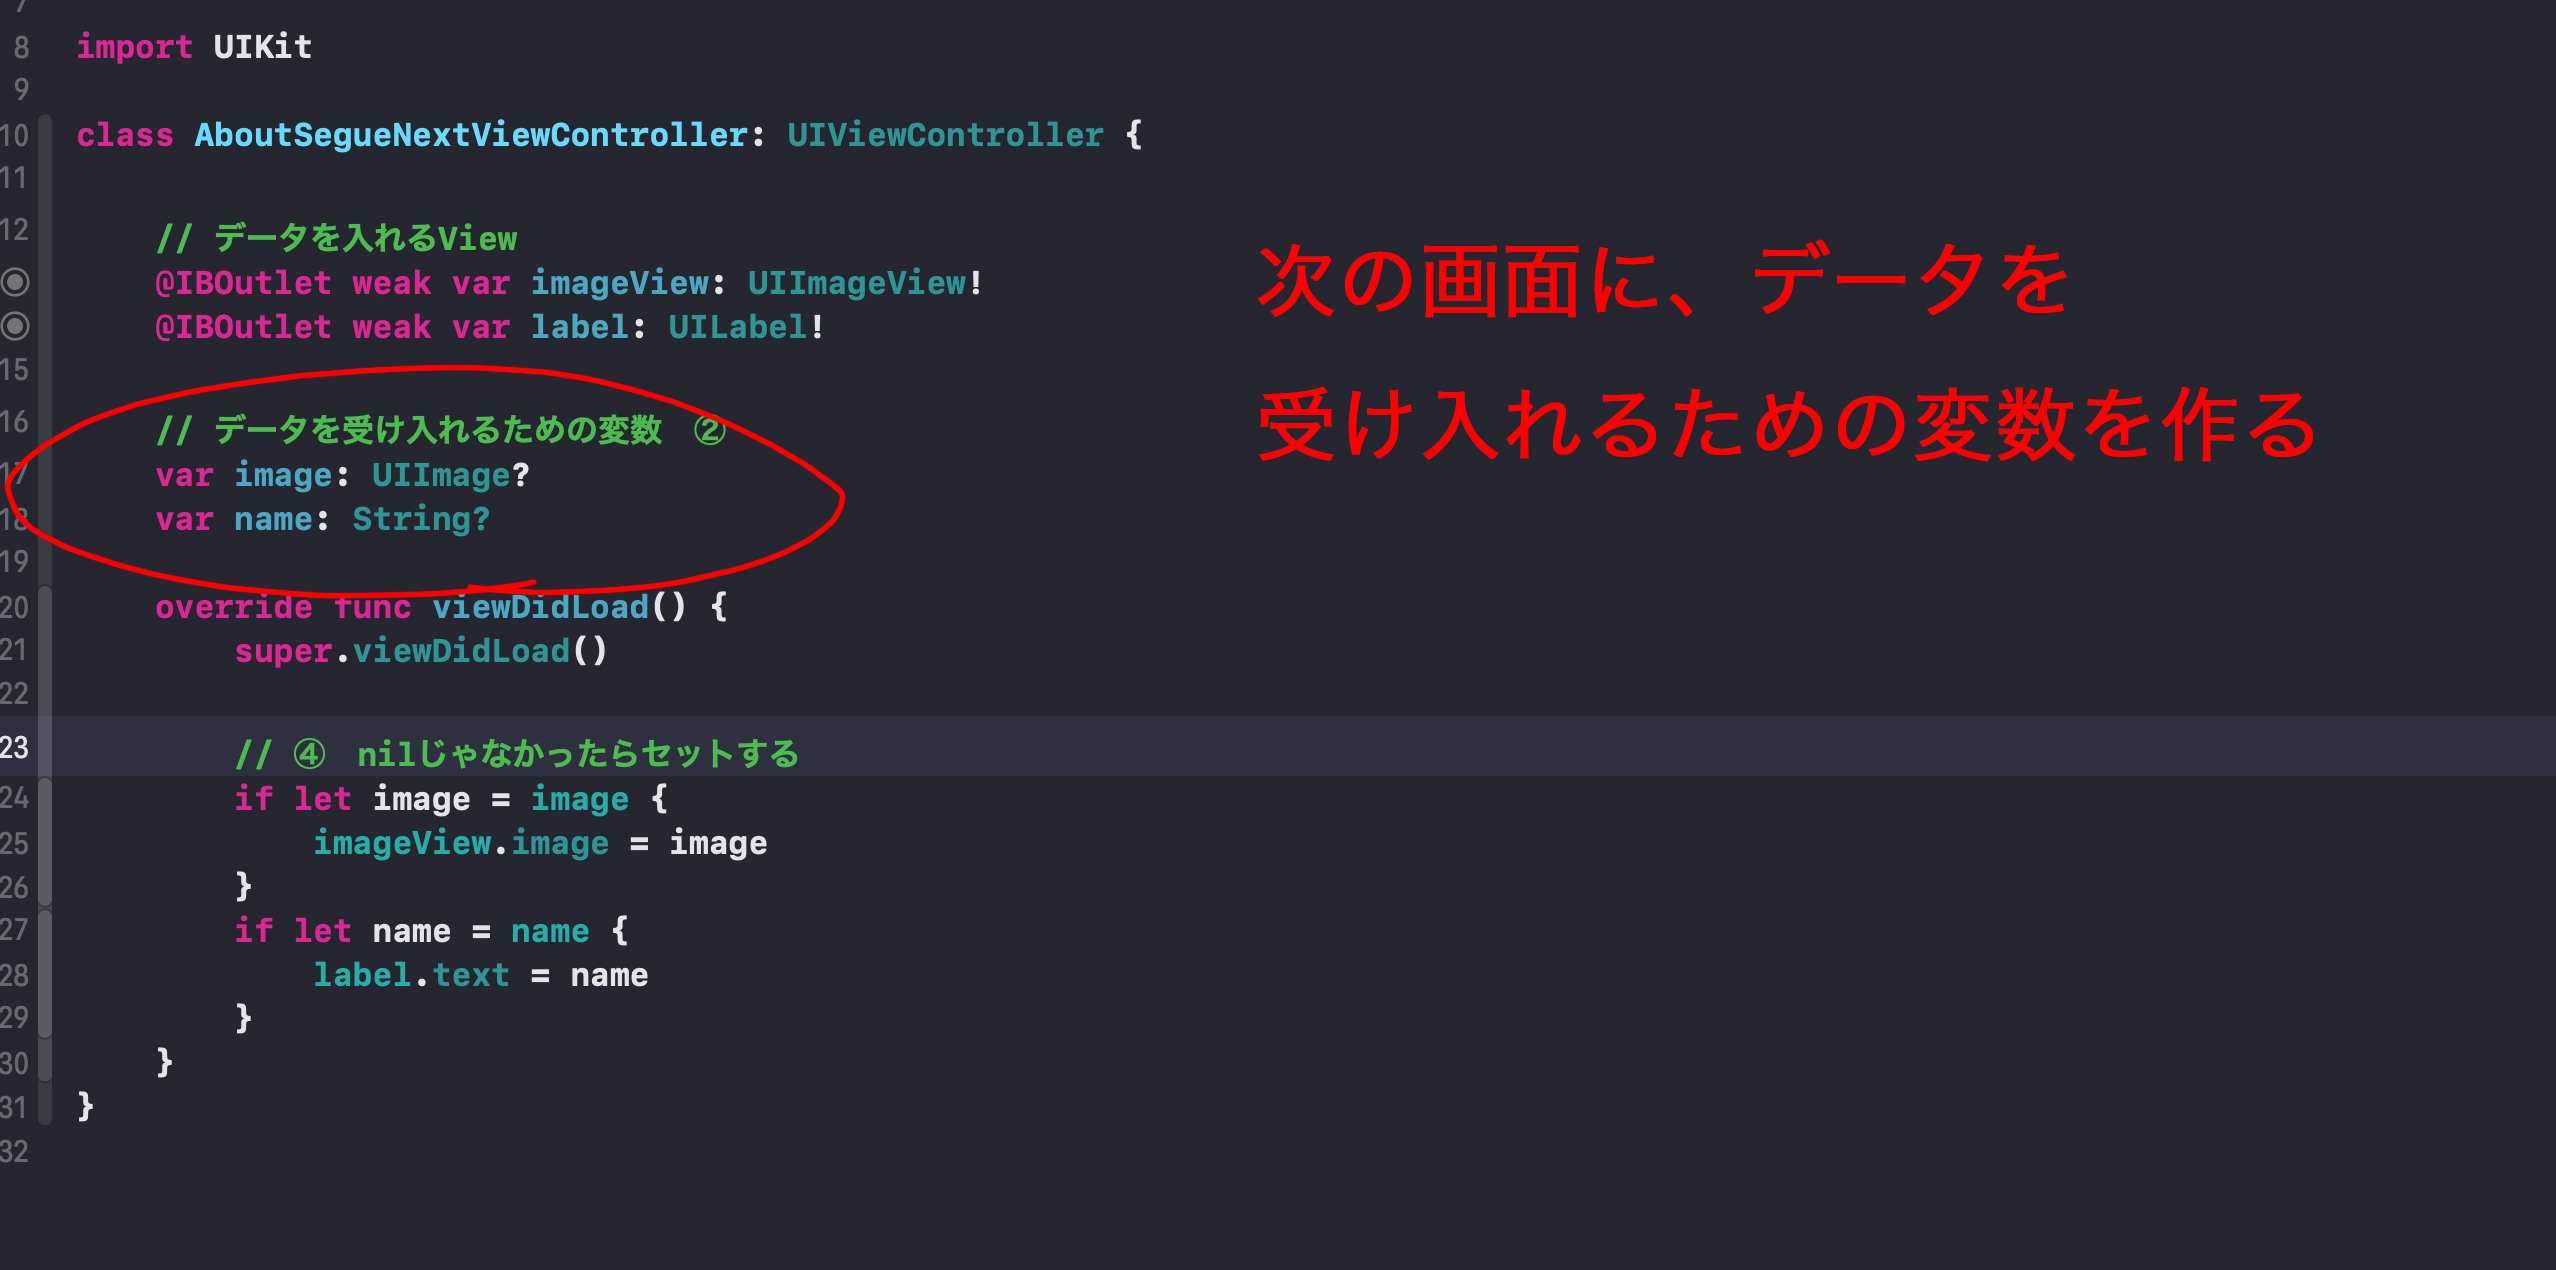 7
8 import UIKit
9
10 class AboutSegueNextViewController: UIViewController {
11
12 // データを入れるView
@IBOutlet weak var imageView: UIImageView!
@IBOutlet weak var label: UILabel!
15
16 // データを受け入れるための変数　②
17 var image: UIImage?
18 var name: String?
19
20 override func viewDidLoad() {
21 super.viewDidLoad()
22
23 // ④　nilじゃなかったらセットする
24 if let image = image {
25 imageView.image = image
26 }
27 if let name = name {
28 label.text = name
29 }
30 }
31 }
32
次の画面に、データを
受け入れるための変数を作る